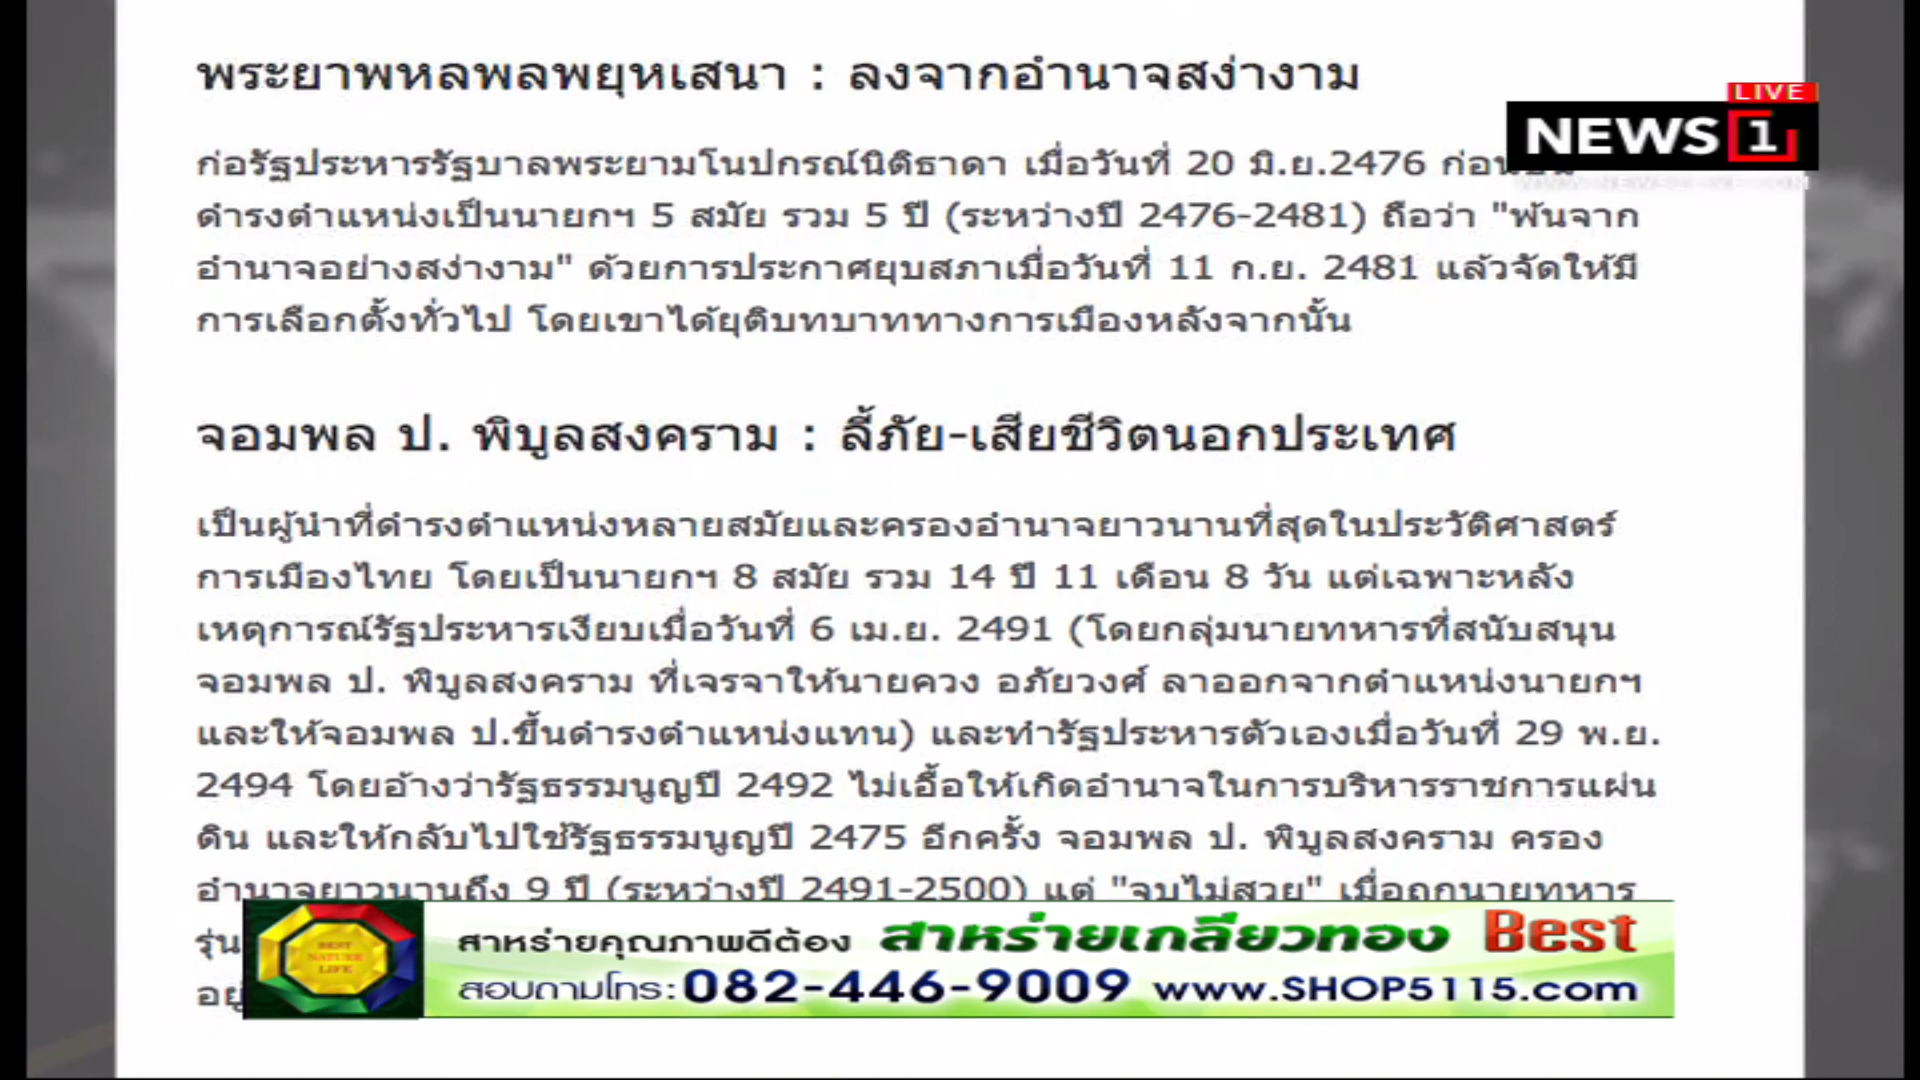 พระยาพหลพลพยุหเสนา : ลงจากอำนาจสง่างาม
LIVE
NEWS 1
ก่อรัฐประหารรัฐบาลพระยามโนปกรณ์นิติธาดา เมื่อวันที่ 20 มิ.ย.2476
ดำรงตำแหน่งเป็นนายกฯ 5 สมัย รวม 5 ปี (ระหว่างปี 2476-2481) ถือว่า "พ้นจาก
อำนาจอย่างสง่างาม" ด้วยการประกาศยุบสภาเมื่อวันที่ 11 ก.ย. 2481 แล้วจัดให้มี
การเลือกตั้งทั่วไป โดยเขาได้ยุติบทบาททางการเมืองหลังจากนั้น
จอมพล ป. พิบูลสงคราม : ลี้ภัย-เสียชีวิตนอกประเทศ
เป็นผู้นำที่ดำรงตำแหน่งหลายสมัยและครองอำนาจยาวนานที่สุดในประวัติศาสตร์
การเมืองไทย โดยเป็นนายกฯ 8 สมัย รวม 14 ปี 11 เดือน 8 วัน แต่เฉพาะหลัง
เหตุการณ์รัฐประหารเงียบเมื่อวันที่ 6 เม.ย. 2491 (โดยกลุ่มนายทหารที่สนับสนุน
จอมพล ป. พิบูลสงคราม ที่เจรจาให้นายควง อภัยวงศ์ ลาออกจากตำแหน่งนายกฯ
และให้จอมพล ป.ขึ้นดำรงตำแหน่งแทน) และทำรัฐประหารตัวเองเมื่อวันที่ 29 พ.ย.
2494 โดยอ้างว่ารัฐธรรมนูญปี 2492 ไม่เอื้อให้เกิดอำนาจในการบริหารราชการแผ่น
ดิน และให้กลับไปใช้รัฐธรรมนูญปี 2475 อีกครั้ง จอมพล ป. พิบูลสงคราม ครอง
อำนาจยาวนานถึง 9 ปี (ระหว่างปี 2491-2500) แต่ "จบไม่สวย" เมื่อถูกนายทหาร
รุ่น
BEST
NATURE
LIFE
สาหร่ายคุณภาพดีต้อง สาหร่ายเกลียวทอง Best
สอบถามโทร: 082-446-9009 www.SHOP5115.com